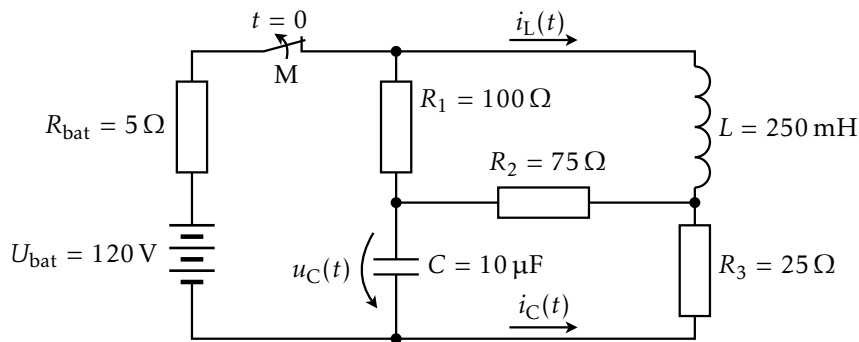 t = 0
i_L(t)
M
R_1 = 100 Ω
R_bat = 5 Ω
L = 250 mH
R_2 = 75 Ω
U_bat = 120 V
u_C(t)
C = 10 µF
R_3 = 25 Ω
i_C(t)